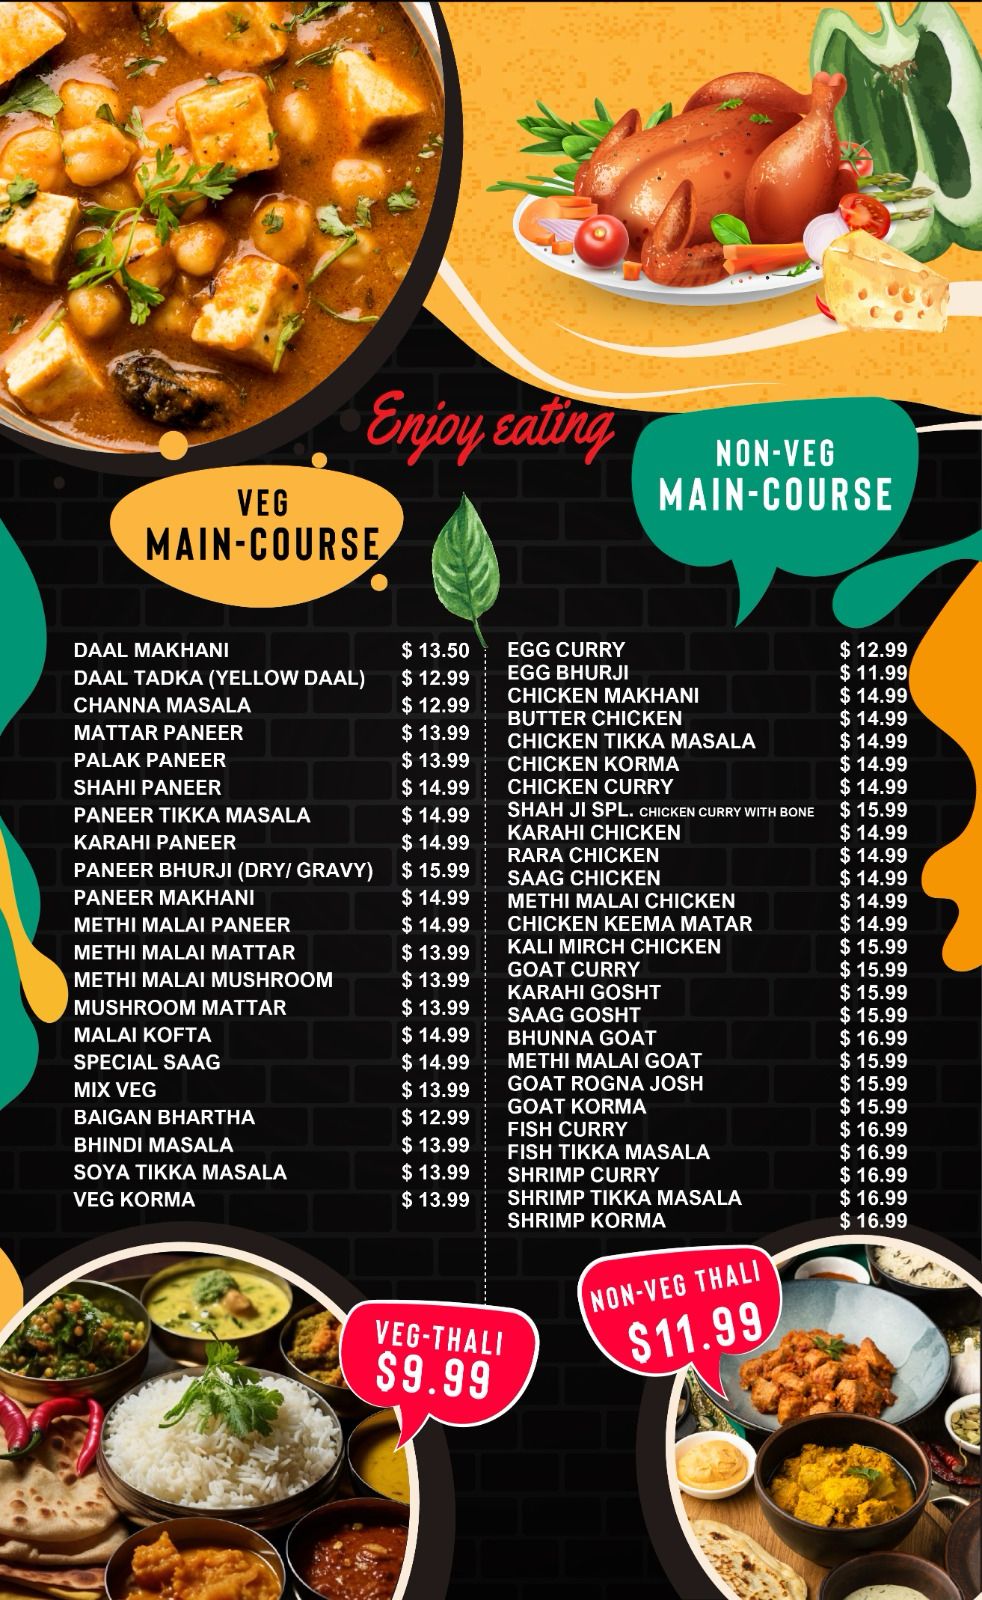 Enjoy eating
VEG
MAIN-COURSE
DAAL MAKHANI $ 13.50
DAAL TADKA (YELLOW DAAL) $ 12.99
CHANNA MASALA $ 12.99
MATTAR PANEER $ 13.99
PALAK PANEER $ 13.99
SHAHI PANEER $ 14.99
PANEER TIKKA MASALA $ 14.99
KARAHI PANEER $ 14.99
PANEER BHURJI (DRY/ GRAVY) $ 15.99
PANEER MAKHANI $ 14.99
METHI MALAI PANEER $ 14.99
METHI MALAI MATTAR $ 13.99
METHI MALAI MUSHROOM $ 13.99
MUSHROOM MATTAR $ 13.99
MALAI KOFTA $ 14.99
SPECIAL SAAG $ 14.99
MIX VEG $ 13.99
BAIGAN BHARTHA $ 12.99
BHINDI MASALA $ 13.99
SOYA TIKKA MASALA $ 13.99
VEG KORMA $ 13.99
VEG-THALI
$9.99
NON-VEG
MAIN-COURSE
EGG CURRY $ 12.99
EGG BHURJI $ 11.99
CHICKEN MAKHANI $ 14.99
BUTTER CHICKEN $ 14.99
CHICKEN TIKKA MASALA $ 14.99
CHICKEN KORMA $ 14.99
CHICKEN CURRY $ 14.99
SHAH JI SPL. CHICKEN CURRY WITH BONE $ 15.99
KARAHI CHICKEN $ 14.99
RARA CHICKEN $ 14.99
SAAG CHICKEN $ 14.99
METHI MALAI CHICKEN $ 14.99
CHICKEN KEEMA MATAR $ 14.99
KALI MIRCH CHICKEN $ 15.99
GOAT CURRY $ 15.99
KARAHI GOSHT $ 15.99
SAAG GOSHT $ 15.99
BHUNNA GOAT $ 16.99
METHI MALAI GOAT $ 15.99
GOAT ROGNA JOSH $ 15.99
GOAT KORMA $ 15.99
FISH CURRY $ 16.99
FISH TIKKA MASALA $ 16.99
SHRIMP CURRY $ 16.99
SHRIMP TIKKA MASALA $ 16.99
SHRIMP KORMA $ 16.99
NON-VEG THALI
$11.99